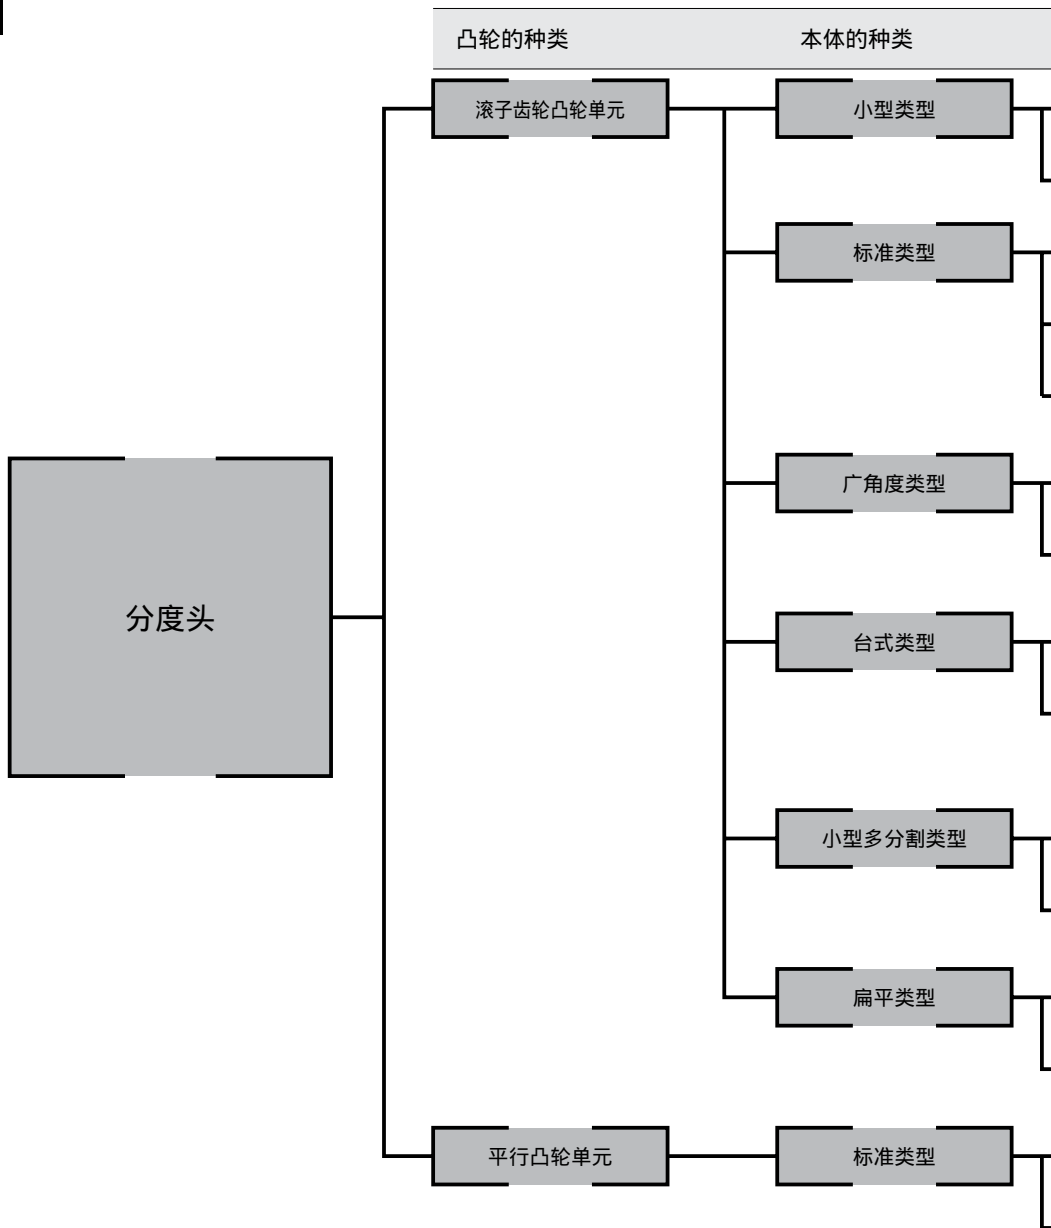 凸轮的种类
本体的种类
滚子齿轮凸轮单元
小型类型
标准类型
广角度类型
分度头
台式类型
小型多分割类型
扁平类型
平行凸轮单元
标准类型